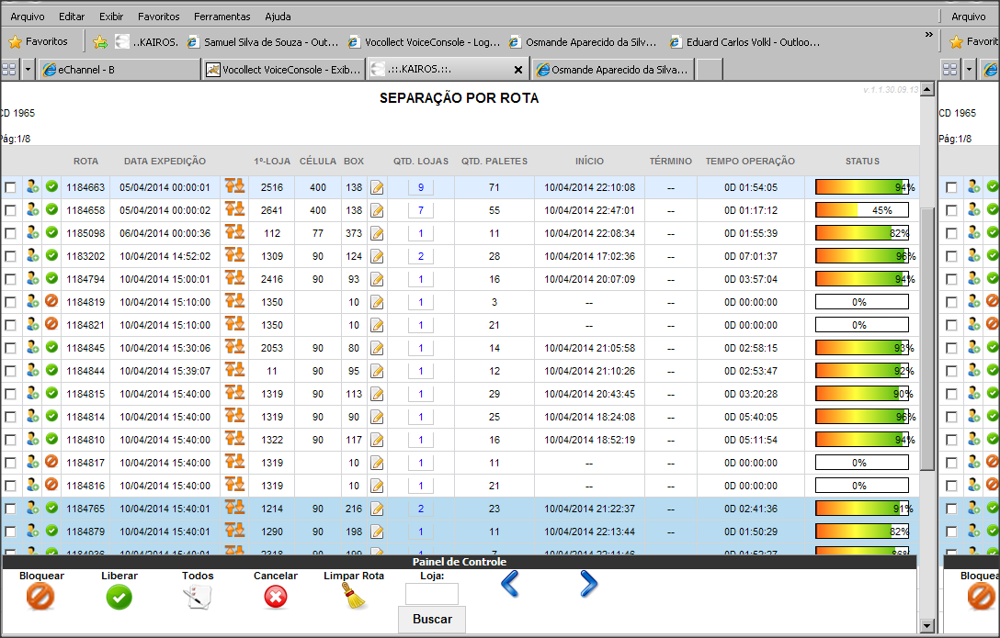 Arquivo Editar Exibir Favoritos Ferramentas Ajuda Arquivo
Favoritos ..KAIROS. Samuel Silva de Souza - Out... Vocollect VoiceConsole - Log... Osmande Aparecido da Silv... Eduard Carlos Volkl - Outloo... » Favorit
eChannel - B Vocollect VoiceConsole - Exib... .:::.KAIROS.:::. Osmande Aparecido da Silva...
SEPARAÇÃO POR ROTA v.1.1.30.09.13
CD 1965 CD 1965
Pág:1/8 Pág:1/8
ROTA DATA EXPEDIÇÃO 1º-LOJA CÉLULA BOX QTD. LOJAS QTD. PALETES INÍCIO TÉRMINO TEMPO OPERAÇÃO STATUS
1184663 05/04/2014 00:00:01 2516 400 138 9 71 10/04/2014 22:10:08 -- 0D 01:54:05 94%
1184658 05/04/2014 00:00:02 2641 400 138 7 55 10/04/2014 22:47:01 -- 0D 01:17:12 45%
1185098 06/04/2014 00:00:36 112 77 373 1 11 10/04/2014 22:08:34 -- 0D 01:55:39 82%
1183202 10/04/2014 14:52:02 1309 90 124 2 28 10/04/2014 17:02:36 -- 0D 07:01:37 96%
1184794 10/04/2014 15:00:01 2416 90 93 1 16 10/04/2014 20:07:09 -- 0D 03:57:04 94%
1184819 10/04/2014 15:10:00 1350 10 1 3 -- -- 0D 00:00:00 0%
1184821 10/04/2014 15:10:00 1350 10 1 21 -- -- 0D 00:00:00 0%
1184845 10/04/2014 15:30:06 2053 90 80 1 14 10/04/2014 21:05:58 -- 0D 02:58:15 93%
1184844 10/04/2014 15:39:07 11 90 95 1 12 10/04/2014 21:10:26 -- 0D 02:53:47 92%
1184815 10/04/2014 15:40:00 1319 90 113 1 29 10/04/2014 20:43:45 -- 0D 03:20:28 90%
1184814 10/04/2014 15:40:00 1319 90 90 1 25 10/04/2014 18:24:08 -- 0D 05:40:05 96%
1184810 10/04/2014 15:40:00 1322 90 117 1 16 10/04/2014 18:52:19 -- 0D 05:11:54 94%
1184817 10/04/2014 15:40:00 1319 10 1 11 -- -- 0D 00:00:00 0%
1184816 10/04/2014 15:40:00 1319 10 1 21 -- -- 0D 00:00:00 0%
1184765 10/04/2014 15:40:01 1214 90 216 2 23 10/04/2014 21:22:37 -- 0D 02:41:36 91%
1184879 10/04/2014 15:40:01 1290 90 198 1 11 10/04/2014 22:13:44 -- 0D 01:50:29 82%
10/04/2014 15:40:01 90 1 7
Painel de Controle
Bloquear Liberar Todos Cancelar Limpar Rota Loja: Bloquea
Buscar